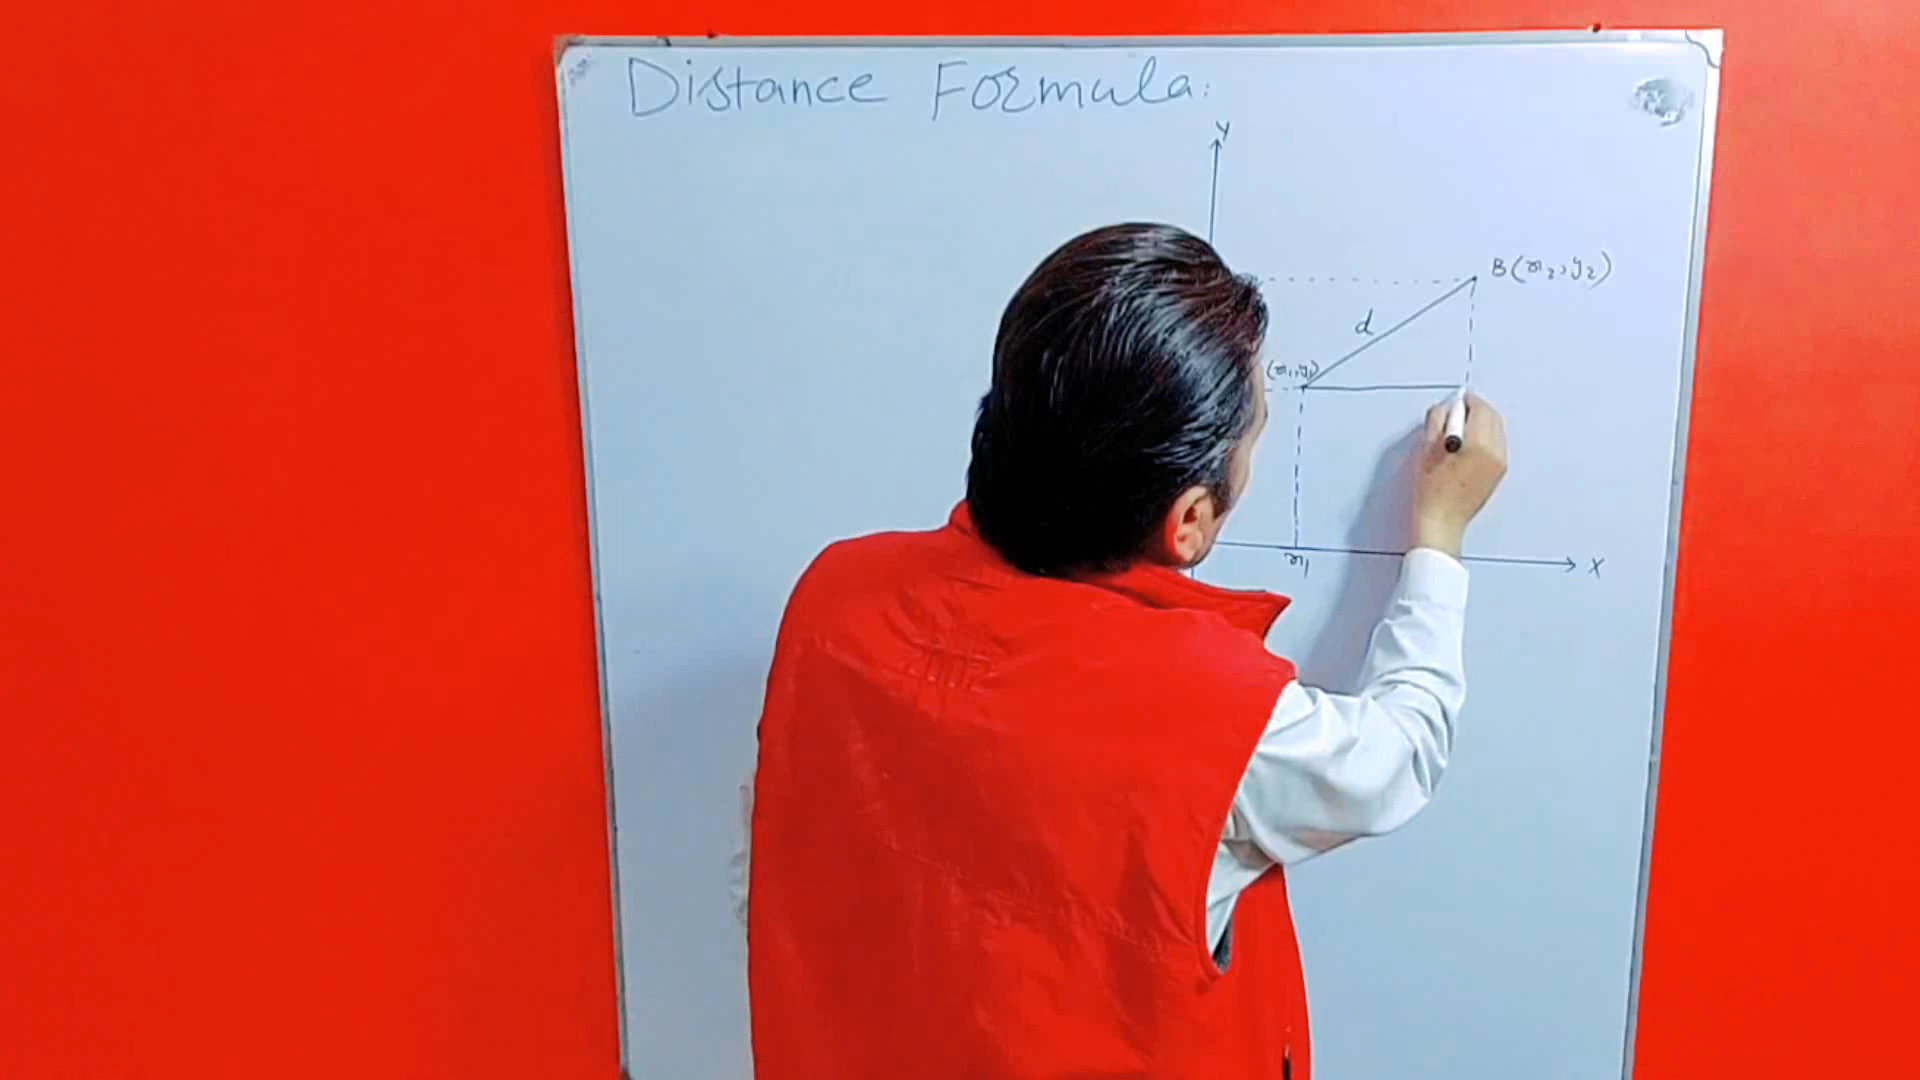 Distance Formula:
Y
B(x₂,y₂)
d
(x₁,y₁)
x₁
X